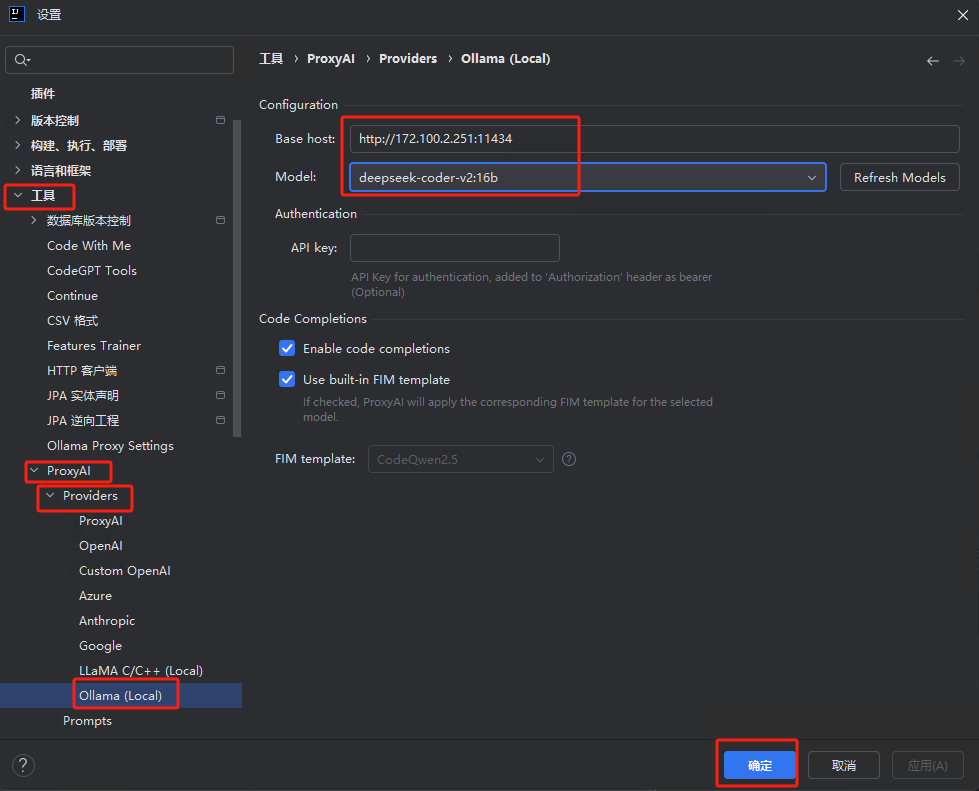 设置
工具 › ProxyAI › Providers › Ollama (Local)
插件
版本控制
构建、执行、部署
语言和框架
工具
数据库版本控制
Code With Me
CodeGPT Tools
Continue
CSV 格式
Features Trainer
HTTP 客户端
JPA 实体声明
JPA 逆向工程
Ollama Proxy Settings
ProxyAI
Providers
ProxyAI
OpenAI
Custom OpenAI
Azure
Anthropic
Google
LLaMA C/C++ (Local)
Ollama (Local)
Prompts
Configuration
Base host: http://172.100.2.251:11434
Model: deepseek-coder-v2:16b Refresh Models
Authentication
API key:
API Key for authentication, added to 'Authorization' header as bearer
(Optional)
Code Completions
Enable code completions
Use built-in FIM template
If checked, ProxyAI will apply the corresponding FIM template for the selected
model.
FIM template: CodeQwen2.5 ?
? 确定 取消 应用(A)